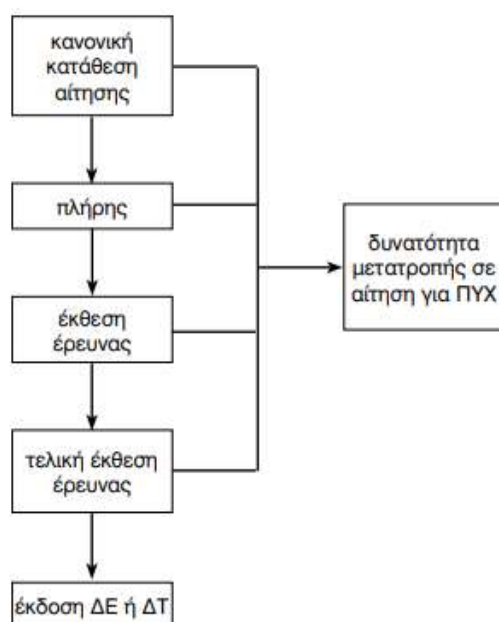 κανονική
κατάθεση
αίτησης
πλήρης
έκθεση
έρευνας
τελική έκθεση
έρευνας
έκδοση ΔΕ ή ΔΤ
δυνατότητα
μετατροπής σε
αίτηση για ΠΥΧ